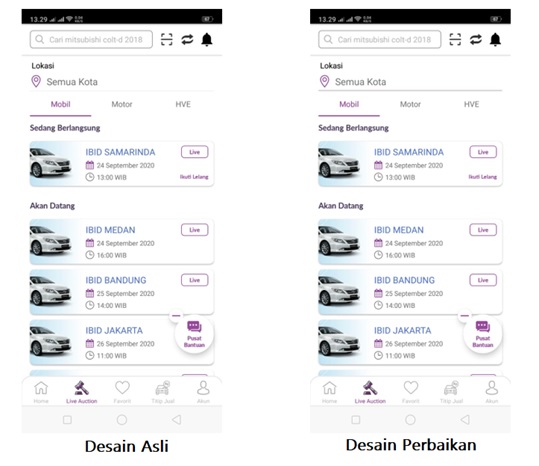 13.29
87
Cari mitsubishi colt-d 2018
Lokasi
Semua Kota
Mobil Motor HVE
Sedang Berlangsung
IBID SAMARINDA Live
24 September 2020
13:00 WIB Ikuti Lelang
Akan Datang
IBID MEDAN Live
24 September 2020
16:00 WIB
IBID BANDUNG Live
25 September 2020
14:00 WIB
IBID JAKARTA
26 September 2020
11:00 WIB
Pusat
Bantuan
Home Live Auction Favorit Titip Jual Akun
Desain Asli
13.29
87
Cari mitsubishi colt-d 2018
Lokasi
Semua Kota
Mobil Motor HVE
Sedang Berlangsung
IBID SAMARINDA Live
24 September 2020
13:00 WIB Ikuti Lelang
Akan Datang
IBID MEDAN Live
24 September 2020
16:00 WIB
IBID BANDUNG Live
25 September 2020
14:00 WIB
IBID JAKARTA
26 September 2020
11:00 WIB
Pusat
Bantuan
Home Live Auction Favorit Titip Jual Akun
Desain Perbaikan